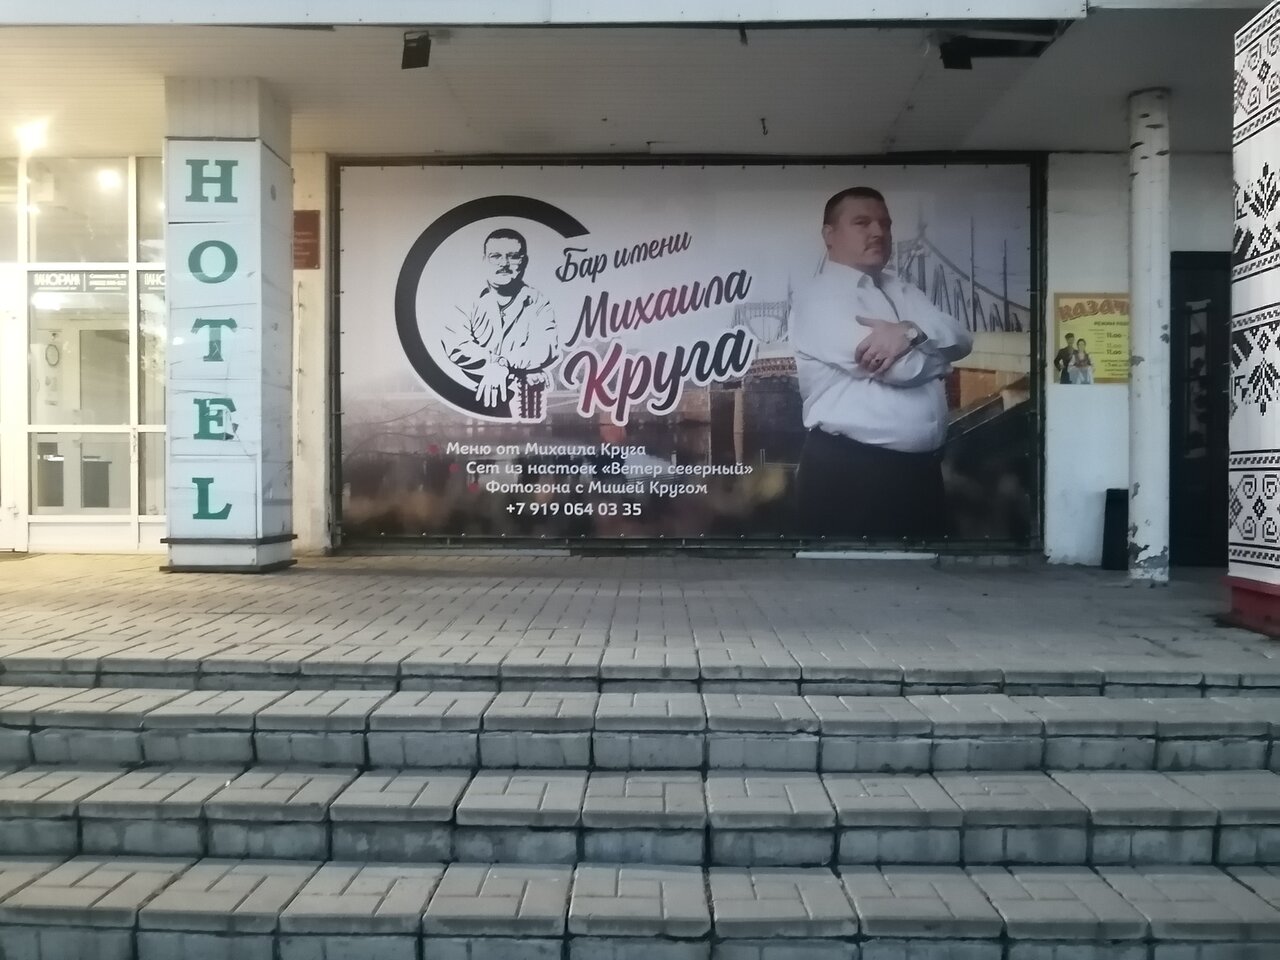 HOTEL
Бар имени
Михаила
Круга
Меню от Михаила Круга
Сет из настоек «Ветер северный»
Фотозона с Мишей Кругом
+7 919 064 03 35
ПАНОРАМА